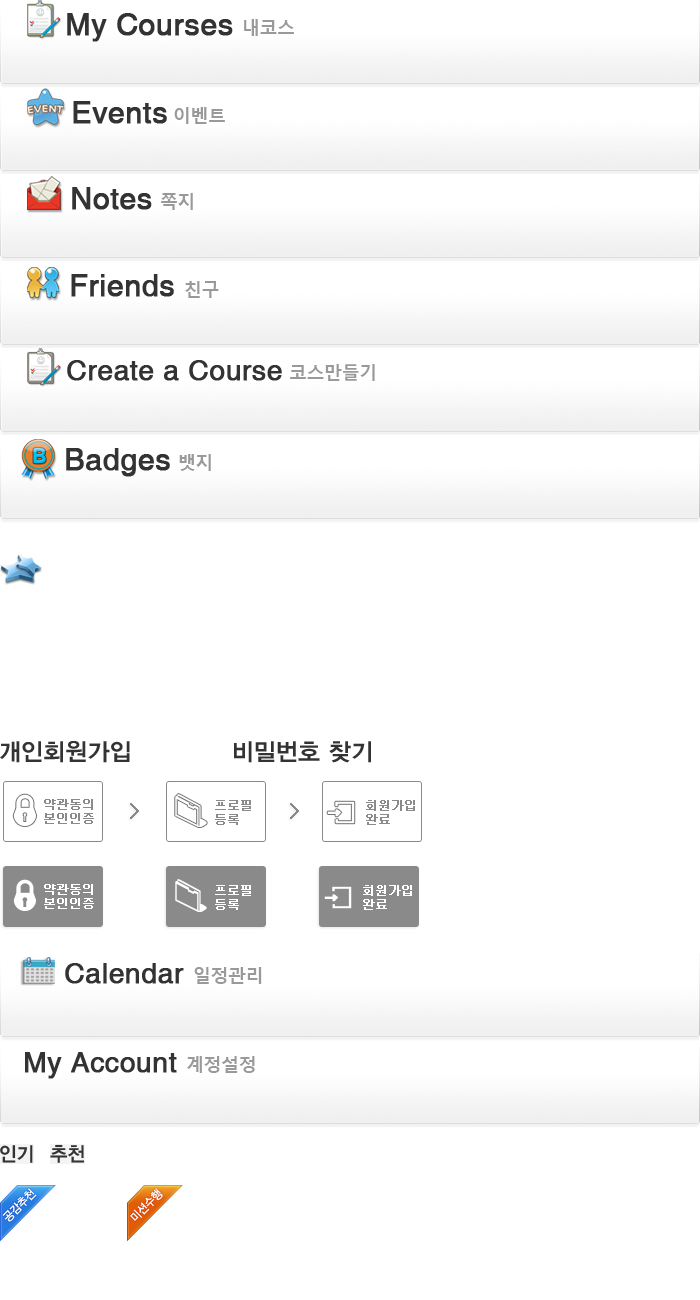 My Courses 내코스
EVENT
Events 이벤트
Notes 쪽지
Friends 친구
Create a Course 코스만들기
B
Badges 뱃지
개인회원가입 비밀번호 찾기
약관동의
본인인증
>
프로필
등록
>
회원가입
완료
약관동의
본인인증
프로필
등록
회원가입
완료
Calendar 일정관리
My Account 계정설정
인기 추천
공감추천
미션수행